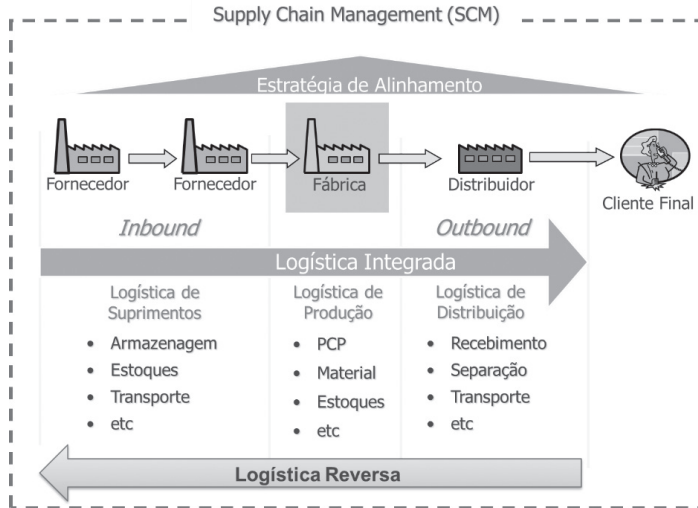 Supply Chain Management (SCM)
Estratégia de Alinhamento
Fornecedor
Fornecedor
Fábrica
Distribuidor
Cliente Final
Inbound
Outbound
Logística Integrada
Logística de
Suprimentos
• Armazenagem
• Estoques
• Transporte
• etc
Logística de
Produção
• PCP
• Material
• Estoques
• etc
Logística de
Distribuição
• Recebimento
• Separação
• Transporte
• etc
Logística Reversa